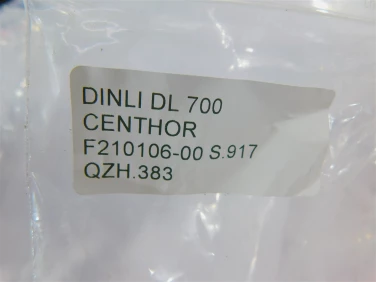 DINLI DL 700
CENTHOR
F210106-00 S.917
QZH.383